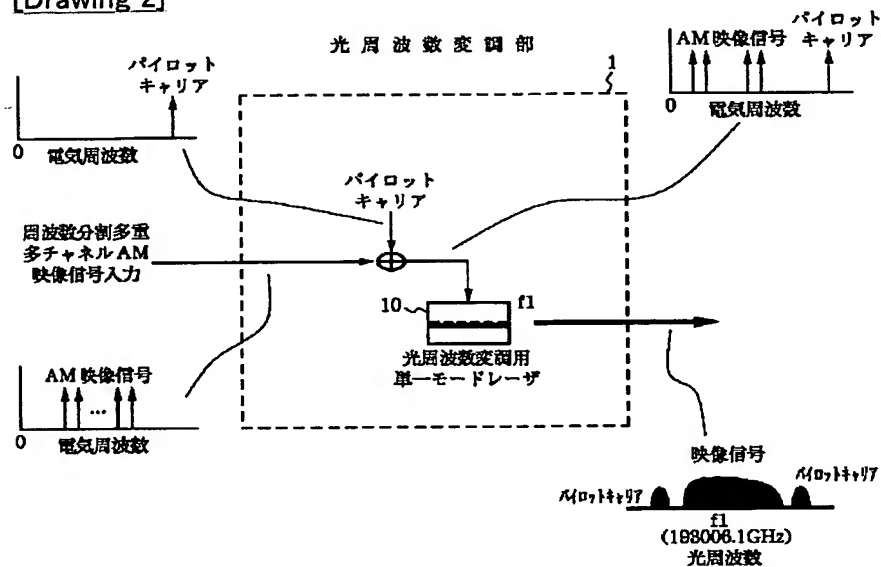 [Drawing 2]
光周波数変調部
1
パイロット
キャリア
0
電気周波数
AM 映像信号
パイロット
キャリア
0
電気周波数
パイロット
キャリア
周波数分割多重
多チャネル AM
映像信号入力
10
f1
光周波数変調用
単一モードレーザ
AM 映像信号
...
0
電気周波数
映像信号
パイロットキャリア
パイロットキャリア
f1
(193006.1GHz)
光周波数